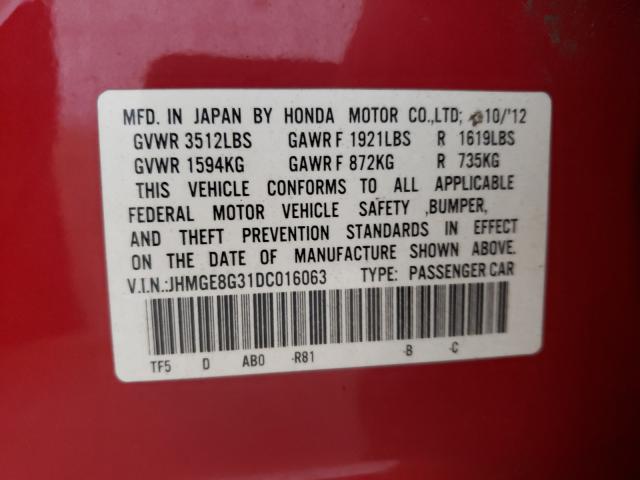 MFD. IN JAPAN BY HONDA MOTOR CO.,LTD; 10/'12
GVWR 3512LBS GAWR F 1921LBS R 1619LBS
GVWR 1594KG GAWR F 872KG R 735KG
THIS VEHICLE CONFORMS TO ALL APPLICABLE
FEDERAL MOTOR VEHICLE SAFETY ,BUMPER,
AND THEFT PREVENTION STANDARDS IN EFFECT
ON THE DATE OF MANUFACTURE SHOWN ABOVE.
V.I.N.:JHMGE8G31DC016063 TYPE: PASSENGER CAR
TF5 D AB0 -R81 -B -C